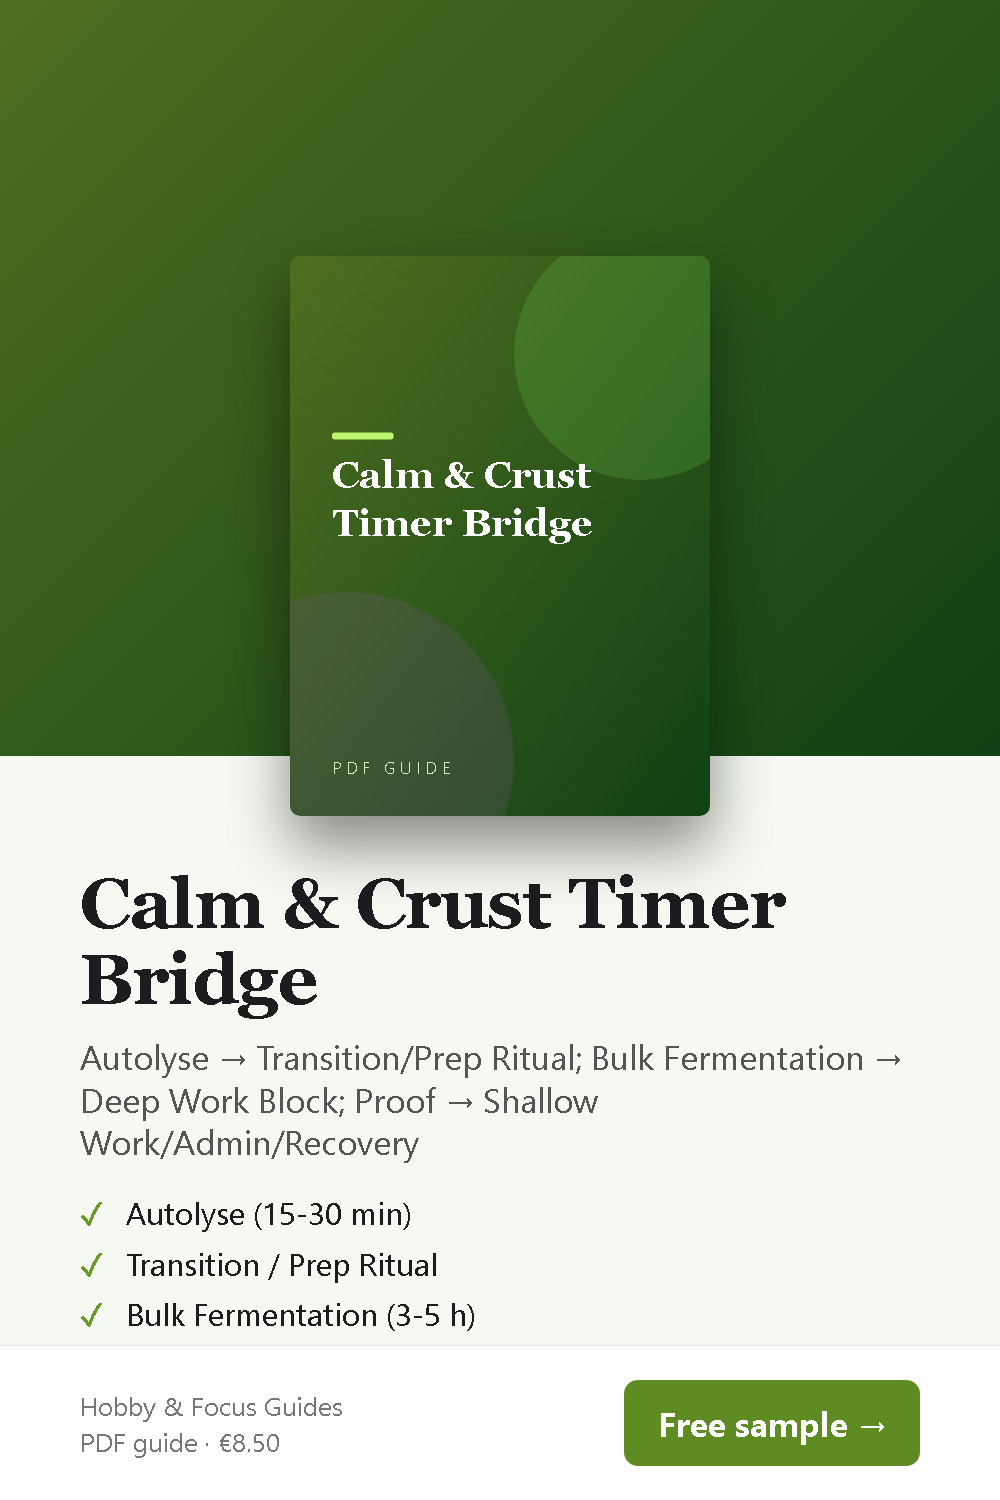 Calm & Crust
Timer Bridge
PDF GUIDE
Calm & Crust Timer
Bridge
Autolyse → Transition/Prep Ritual; Bulk Fermentation →
Deep Work Block; Proof → Shallow
Work/Admin/Recovery
✓ Autolyse (15-30 min)
✓ Transition / Prep Ritual
✓ Bulk Fermentation (3-5 h)
Hobby & Focus Guides
PDF guide · €8.50
Free sample →